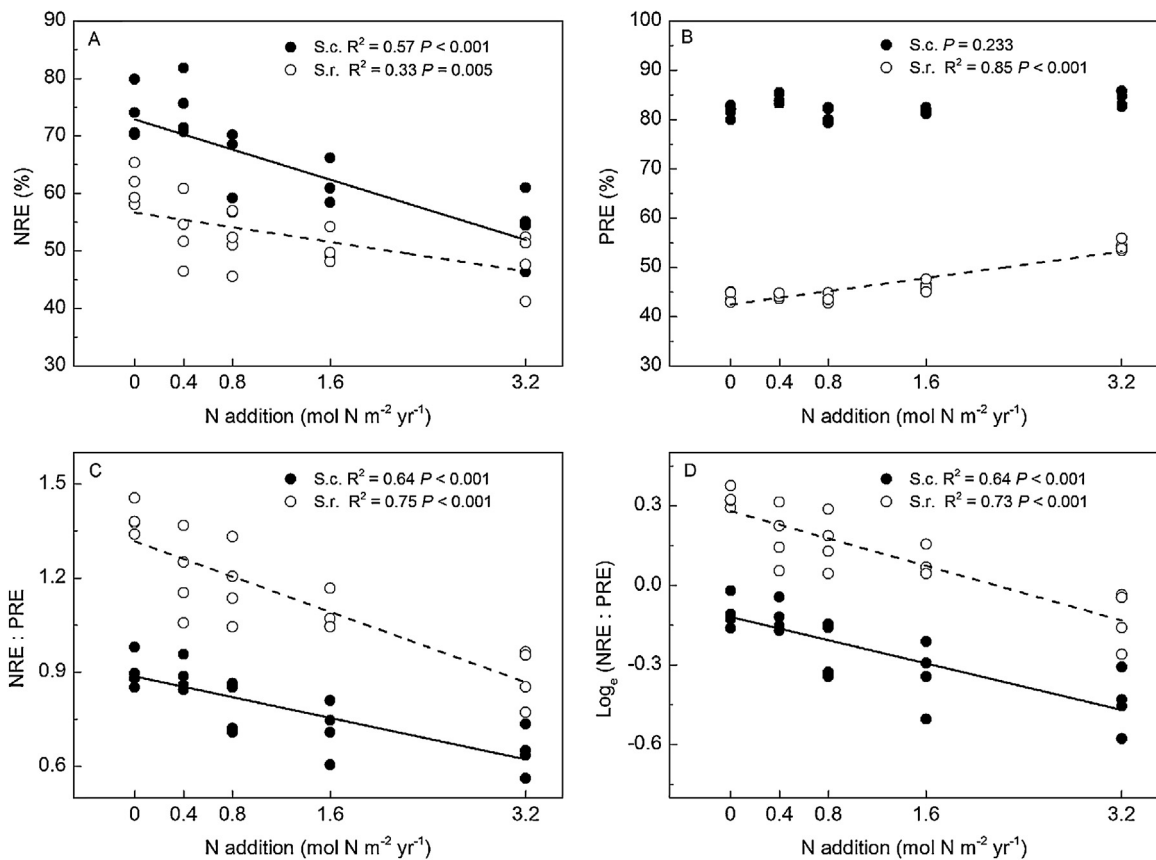 A
S.c. R² = 0.57 P < 0.001
S.r. R² = 0.33 P = 0.005
90
80
70
60
50
40
30
NRE (%)
0 0.4 0.8 1.6 3.2
N addition (mol N m⁻² yr⁻¹)
B
S.c. P = 0.233
S.r. R² = 0.85 P < 0.001
100
90
80
70
60
50
40
30
PRE (%)
0 0.4 0.8 1.6 3.2
N addition (mol N m⁻² yr⁻¹)
C
S.c. R² = 0.64 P < 0.001
S.r. R² = 0.75 P < 0.001
1.5
1.2
0.9
0.6
NRE : PRE
0 0.4 0.8 1.6 3.2
N addition (mol N m⁻² yr⁻¹)
D
S.c. R² = 0.64 P < 0.001
S.r. R² = 0.73 P < 0.001
0.3
0.0
-0.3
-0.6
Logₑ (NRE : PRE)
0 0.4 0.8 1.6 3.2
N addition (mol N m⁻² yr⁻¹)